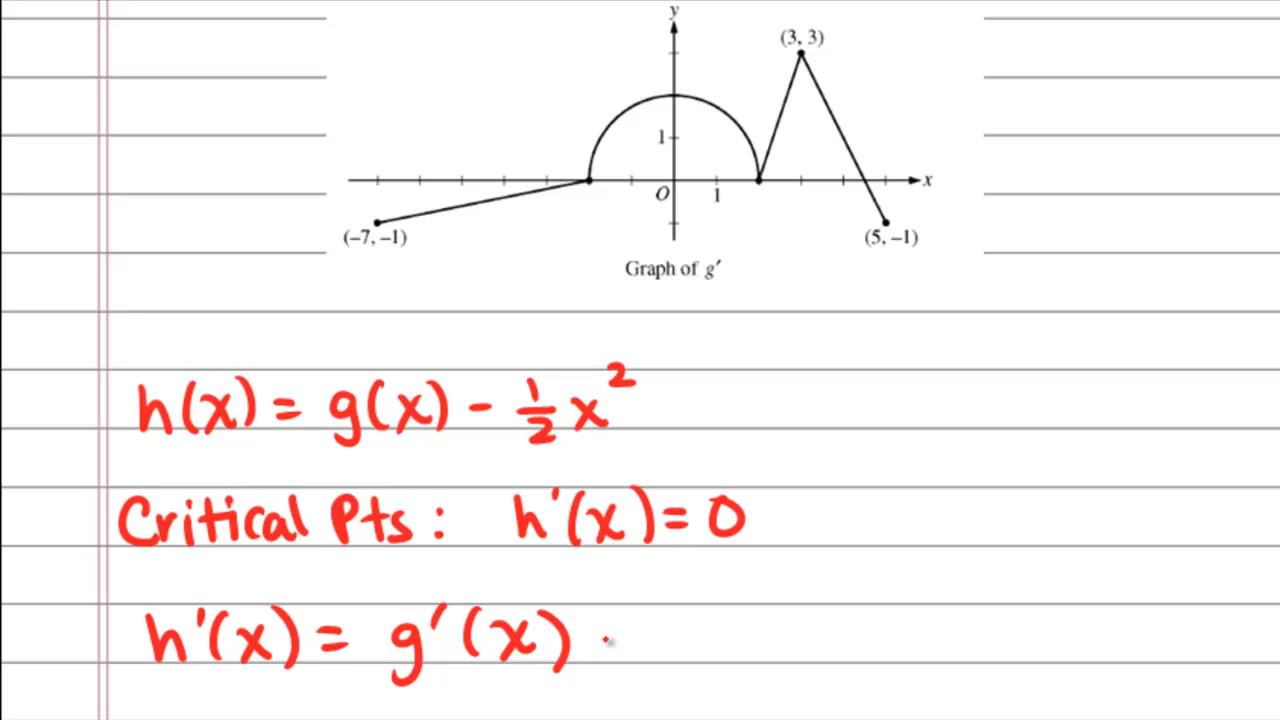 y
(3, 3)
1
O 1 x
(–7, –1) (5, –1)
Graph of g′
h(x) = g(x) - ½x²
Critical Pts: h'(x) = 0
h'(x) = g'(x)